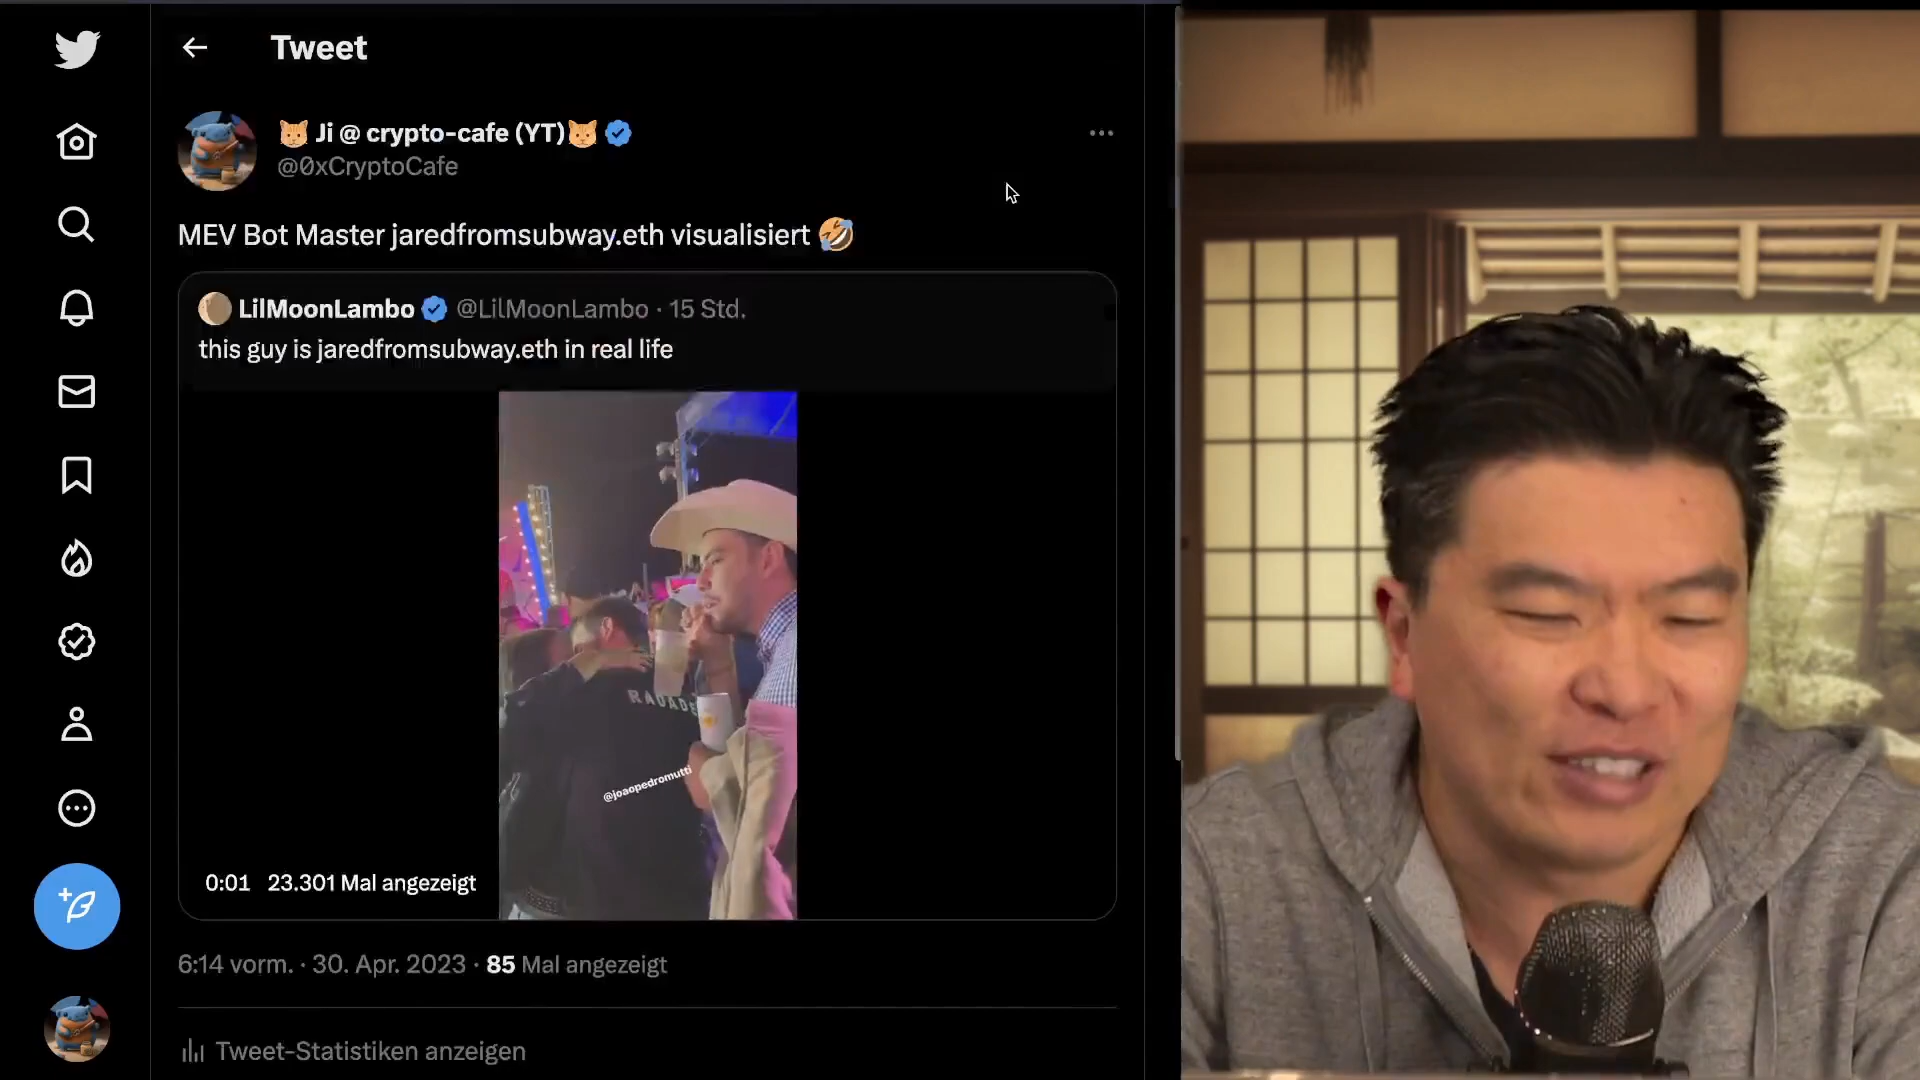 Tweet
Ji @ crypto-cafe (YT)
@0xCryptoCafe
MEV Bot Master jaredfromsubway.eth visualisiert
LilMoonLambo @LilMoonLambo · 15 Std.
this guy is jaredfromsubway.eth in real life
RADADE
@joaopedromutti
0:01 23.301 Mal angezeigt
6:14 vorm. · 30. Apr. 2023 · 85 Mal angezeigt
Tweet-Statistiken anzeigen